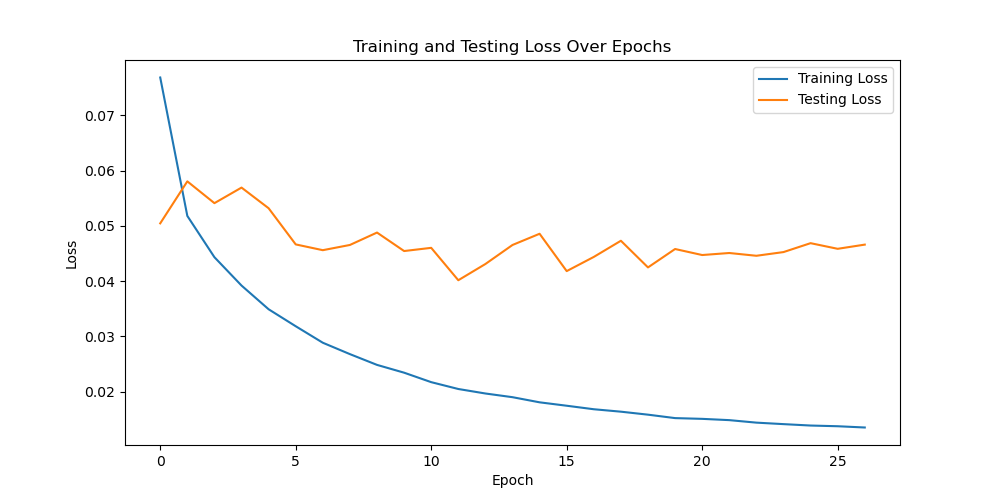 Training and Testing Loss Over Epochs
Training Loss
Testing Loss
0.07
0.06
0.05
0.04
0.03
0.02
Loss
0
5
10
15
20
25
Epoch